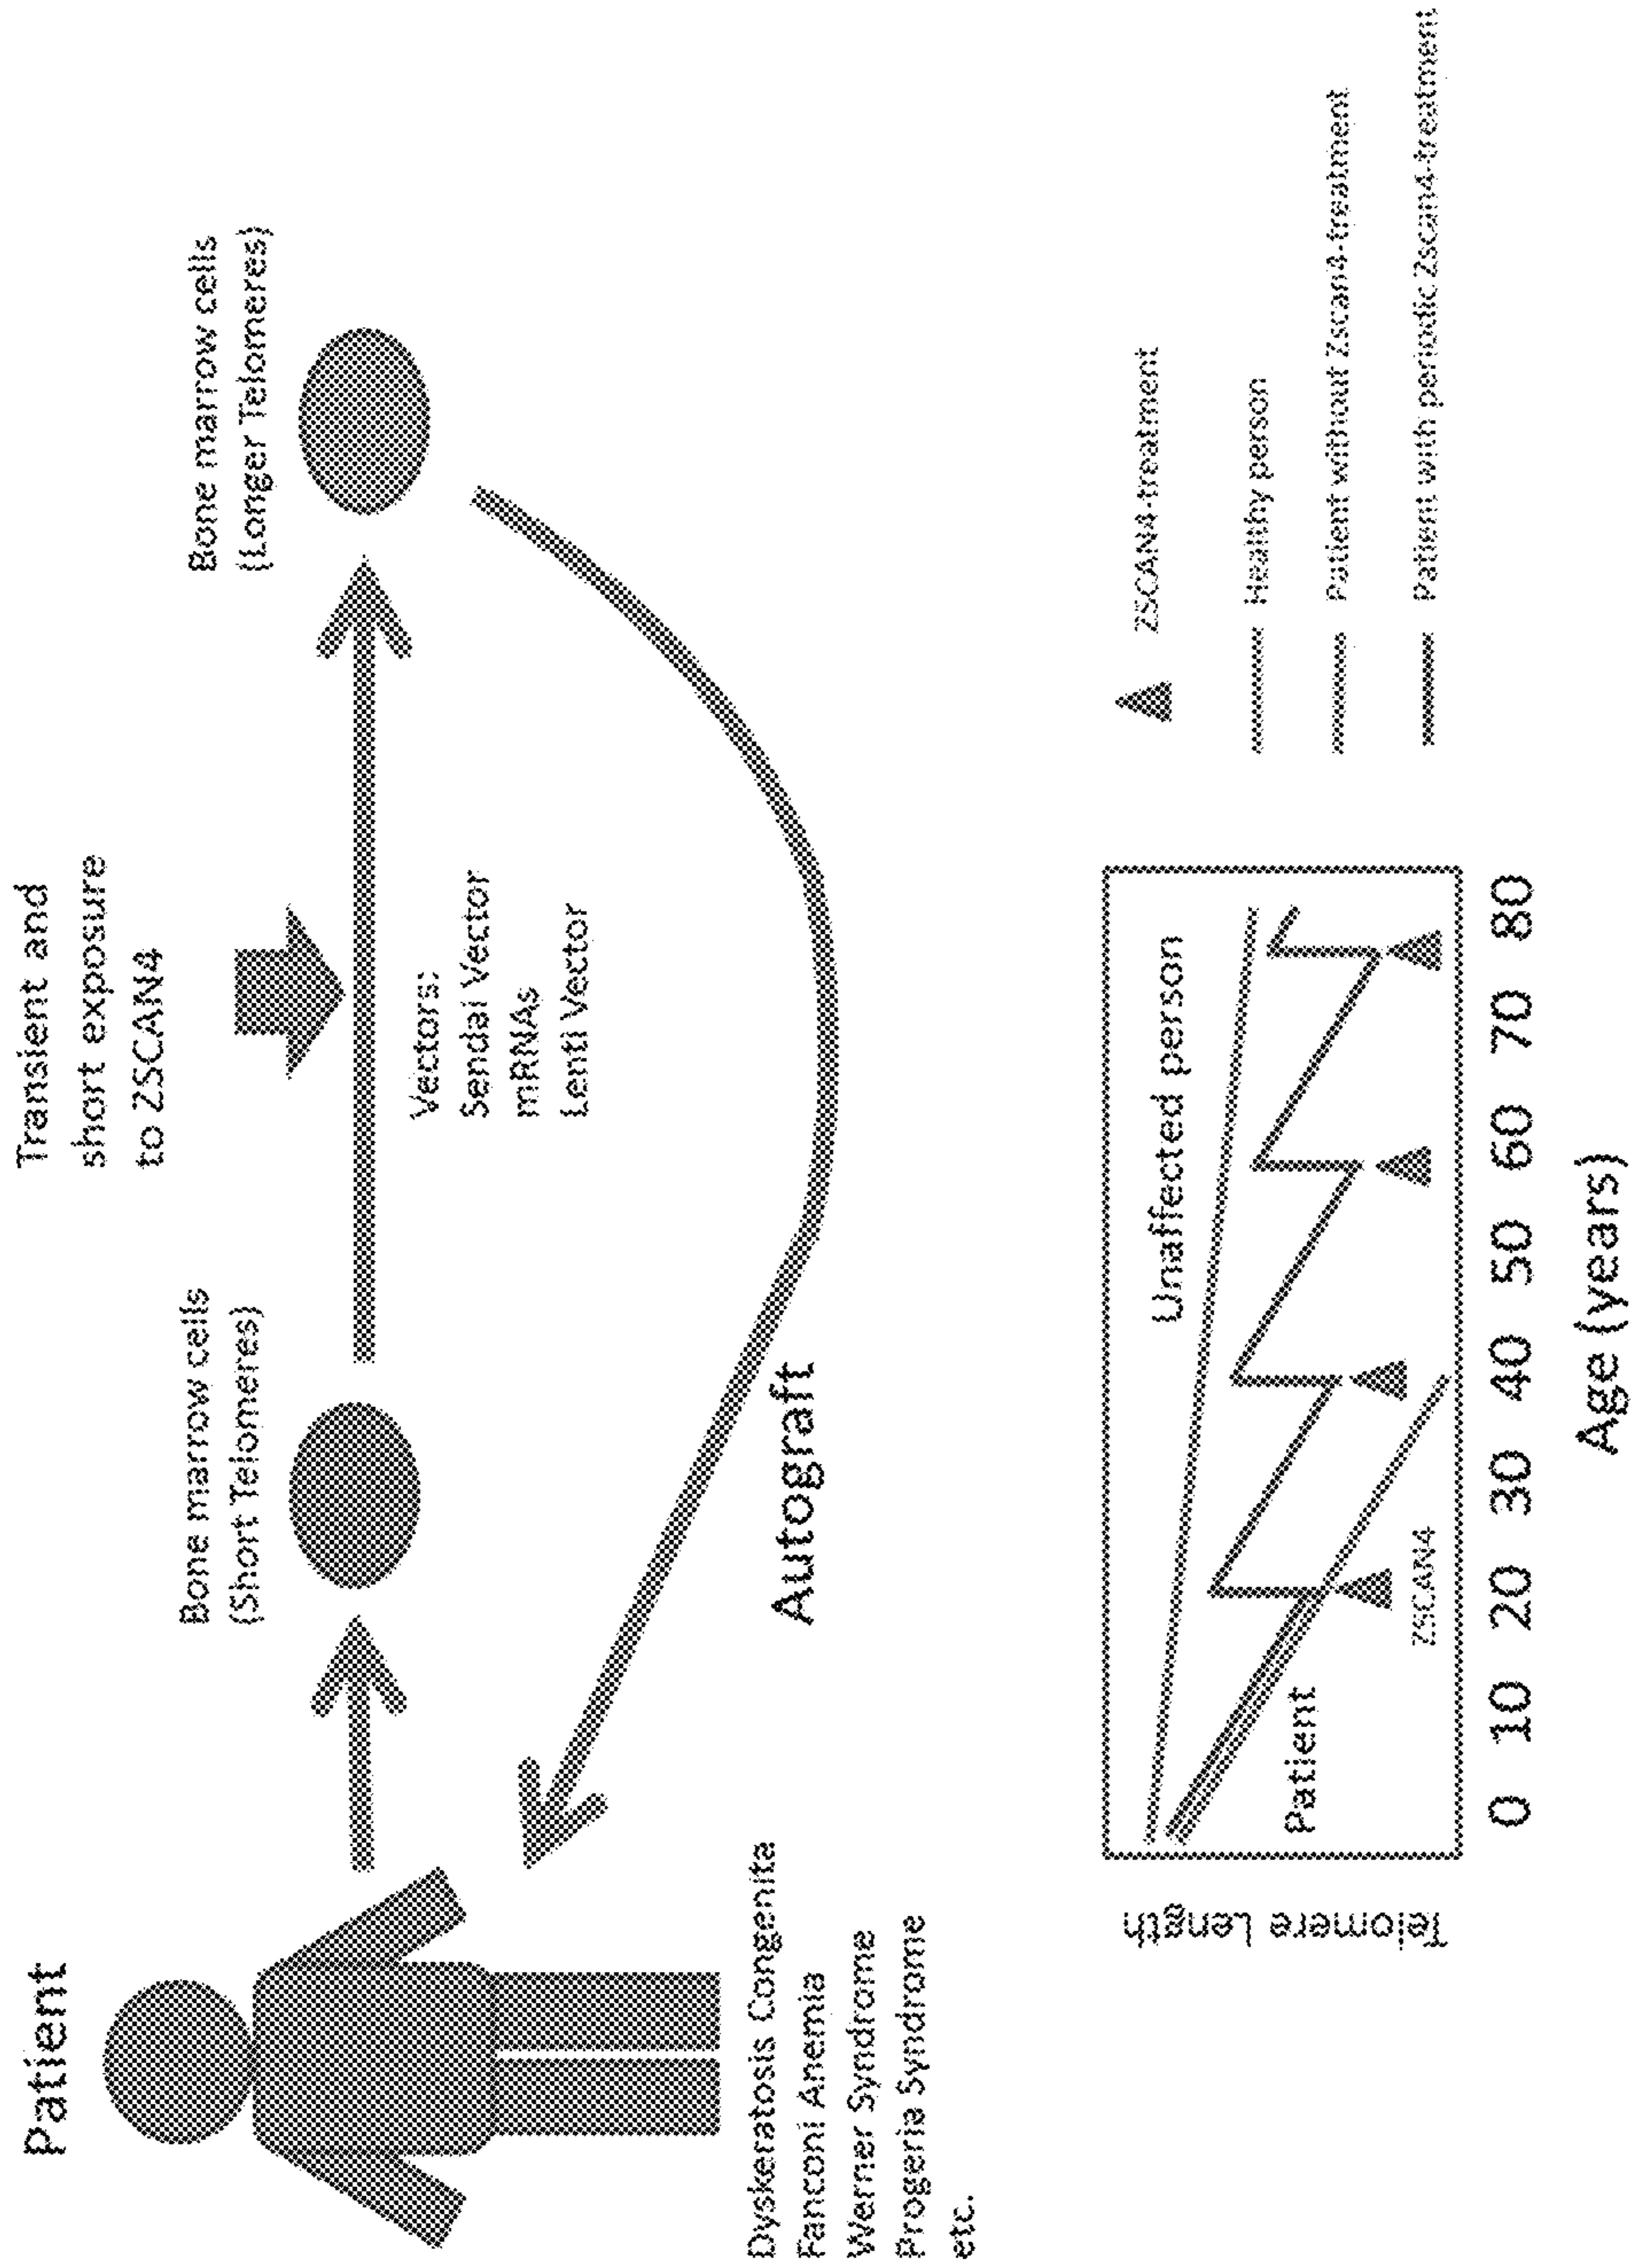 Patient
Dyskeratosis Congenita
Fanconi Anemia
Werner Syndrome
Progeria Syndrome
etc.
Bone marrow cells
(Short Telomeres)
Transient and
short exposure
to ZSCAN4
Vectors:
Sendai Vector
mRNAs
Lenti Vector
Bone marrow cells
(Longer Telomeres)
Autograft
Telomere Length
Unaffected person
Patient
ZSCAN4
0 10 20 30 40 50 60 70 80
Age (years)
ZSCAN4-treatment
Healthy person
Patient without Zscan4-treatment
Patient with periodic Zscan4-treatment